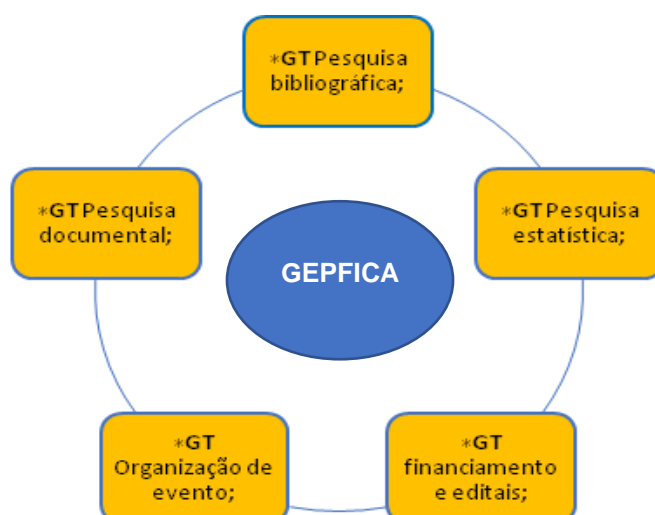 *GT Pesquisa
bibliográfica;
*GT Pesquisa
documental;
*GT Pesquisa
estatística;
GEPFICA
*GT
Organização de
evento;
*GT
financiamento
e editais;